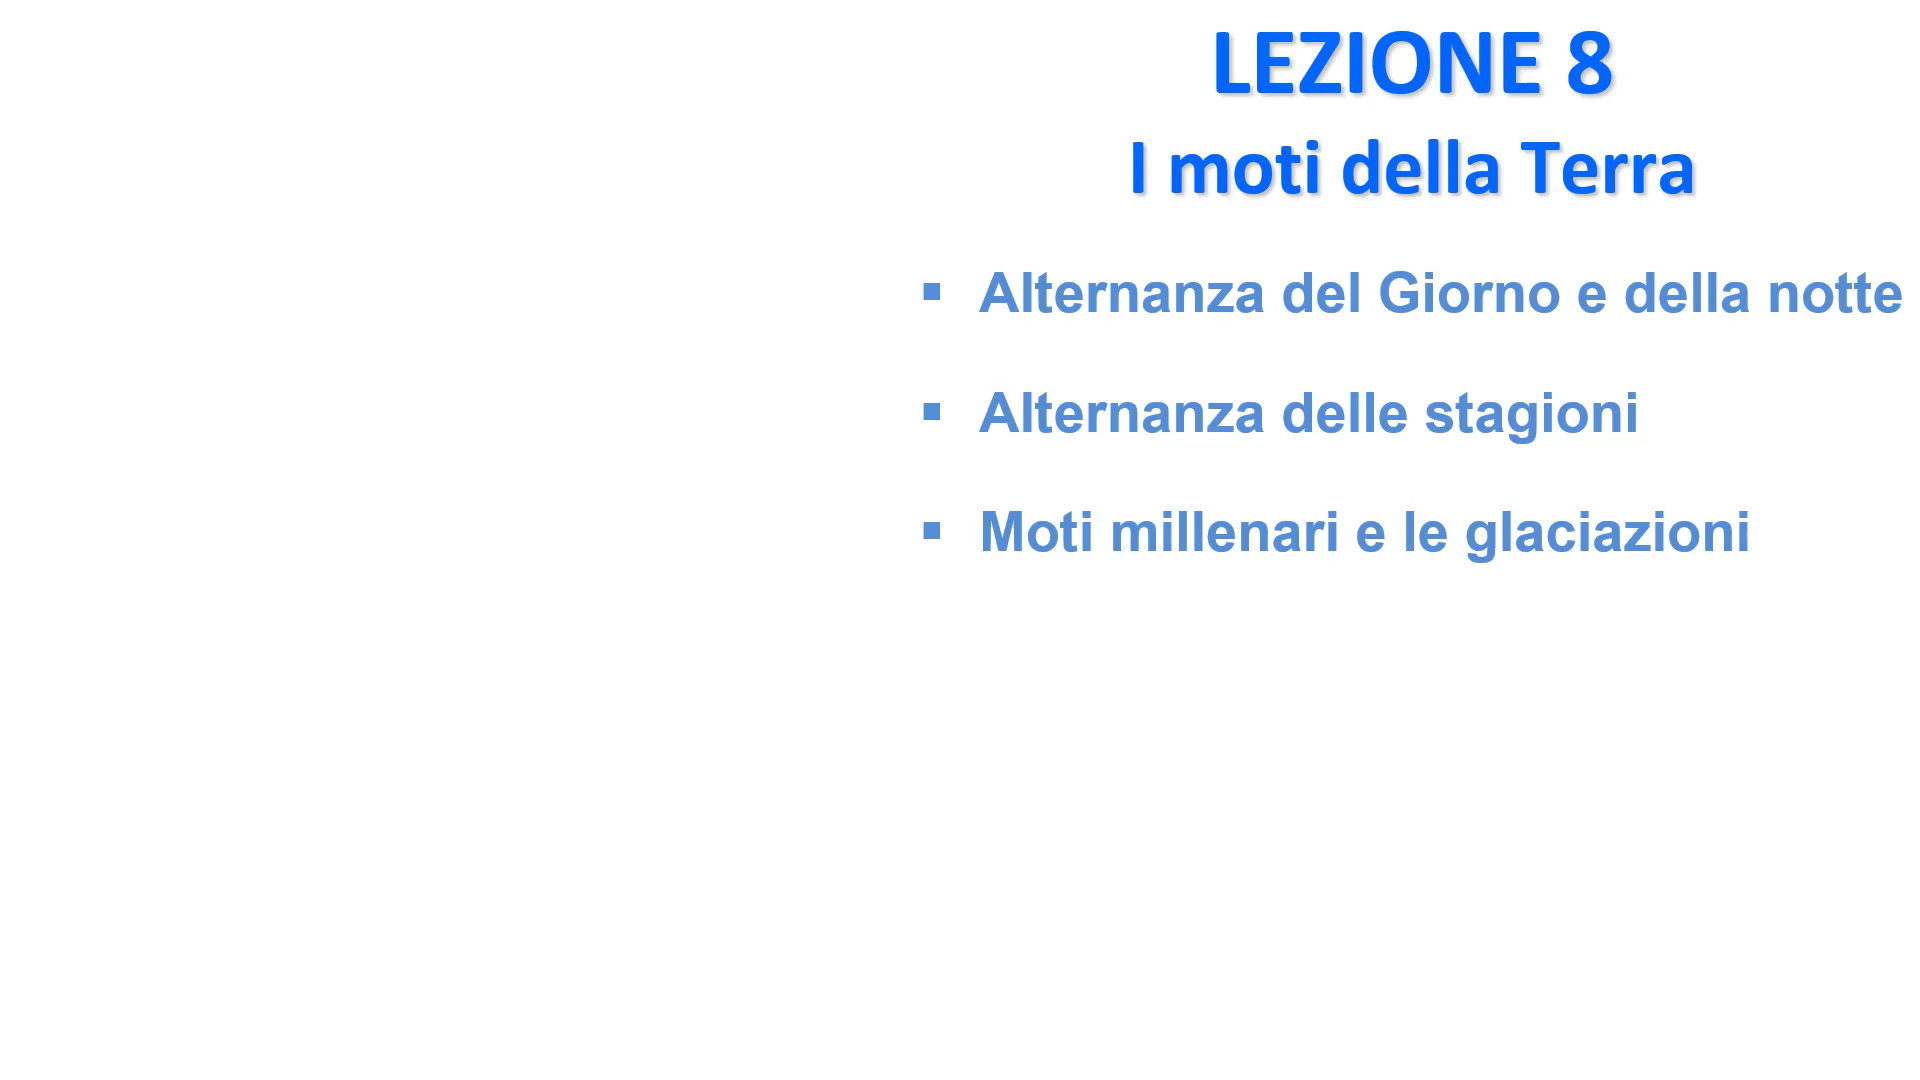 LEZIONE 8
I moti della Terra
▪ Alternanza del Giorno e della notte
▪ Alternanza delle stagioni
▪ Moti millenari e le glaciazioni